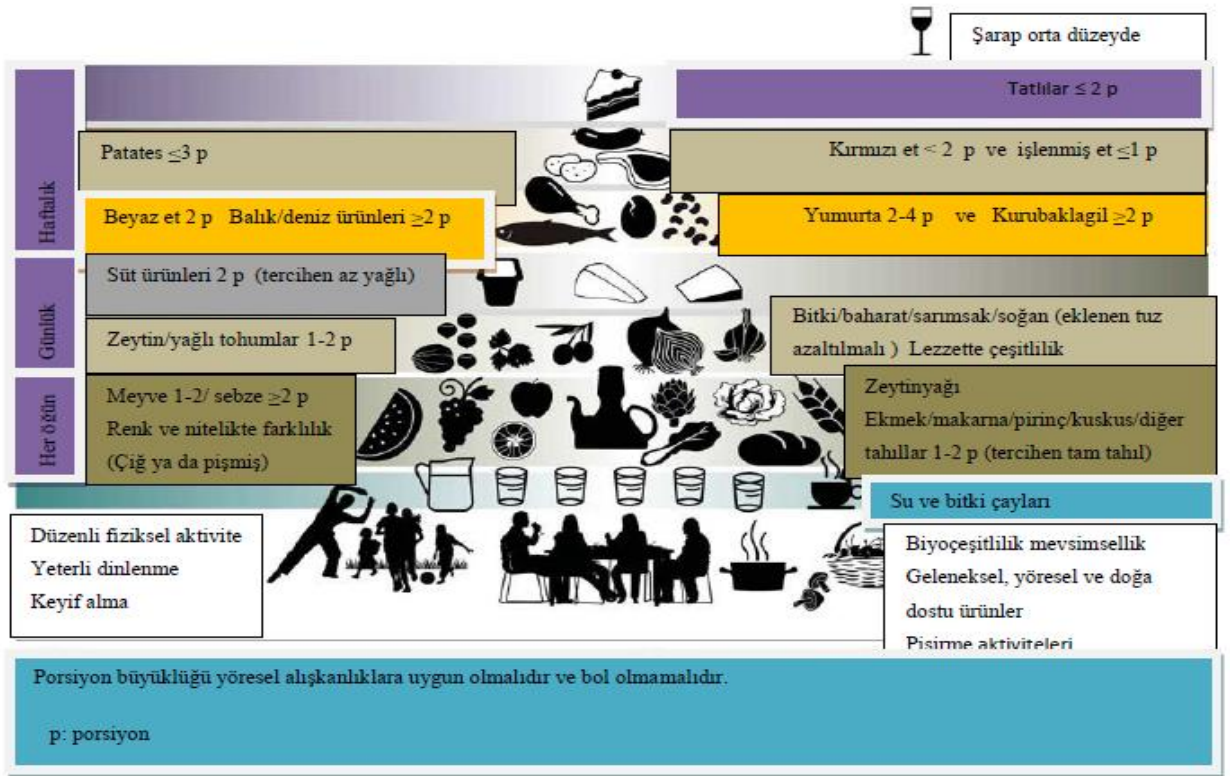 Şarap orta düzeyde
Tatlılar ≤ 2 p
Haftalık
Patates ≤3 p
Kırmızı et < 2 p ve işlenmiş et ≤1 p
Beyaz et 2 p Balık/deniz ürünleri ≥2 p
Yumurta 2-4 p ve Kurubaklagil ≥2 p
Günlük
Süt ürünleri 2 p (tercihen az yağlı)
Zeytin/yağlı tohumlar 1-2 p
Bitki/baharat/sarımsak/soğan (eklenen tuz
azaltılmalı ) Lezzette çeşitlilik
Her öğün
Meyve 1-2/ sebze ≥2 p
Renk ve nitelikte farklılık
(Çiğ ya da pişmiş)
Zeytinyağı
Ekmek/makarna/pirinç/kuskus/diğer
tahıllar 1-2 p (tercihen tam tahıl)
Su ve bitki çayları
Düzenli fiziksel aktivite
Yeterli dinlenme
Keyif alma
Biyoçeşitlilik mevsimsellik
Geleneksel, yöresel ve doğa
dostu ürünler
Pişirme aktiviteleri
Porsiyon büyüklüğü yöresel alışkanlıklara uygun olmalıdır ve bol olmamalıdır.
p: porsiyon